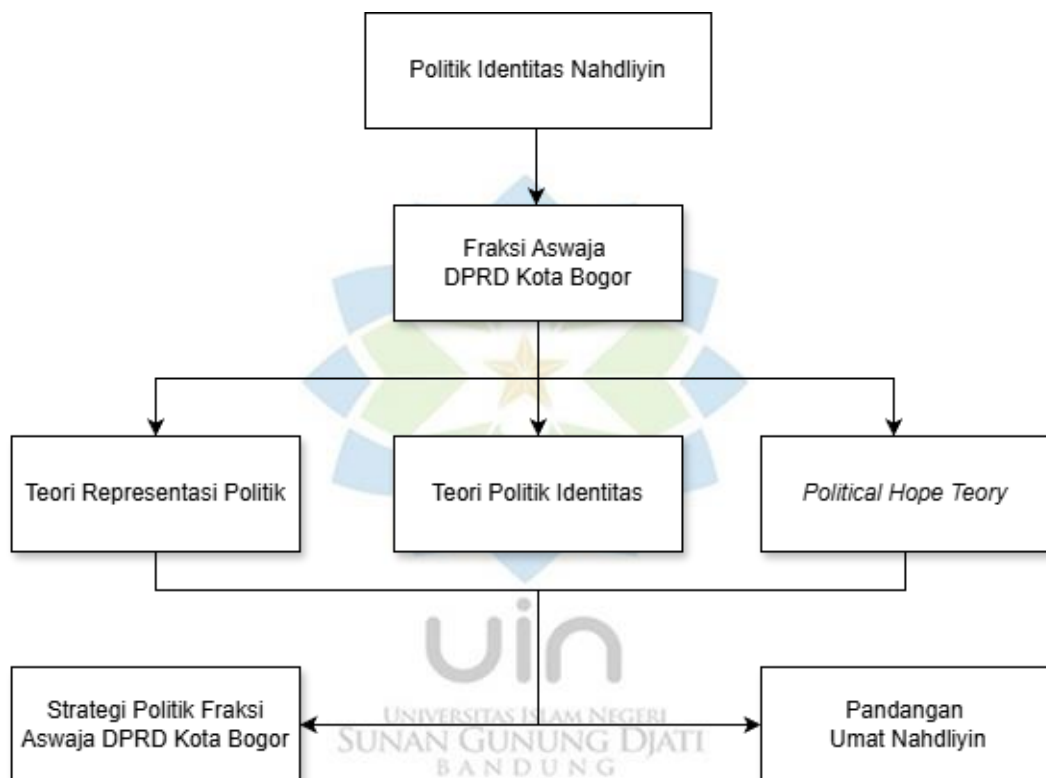 Politik Identitas Nahdliyin
Fraksi Aswaja
DPRD Kota Bogor
Teori Representasi Politik
Teori Politik Identitas
Political Hope Teory
uin
UNIVERSITAS ISLAM NEGERI
SUNAN GUNUNG DJATI
BANDUNG
Strategi Politik Fraksi
Aswaja DPRD Kota Bogor
Pandangan
Umat Nahdliyin